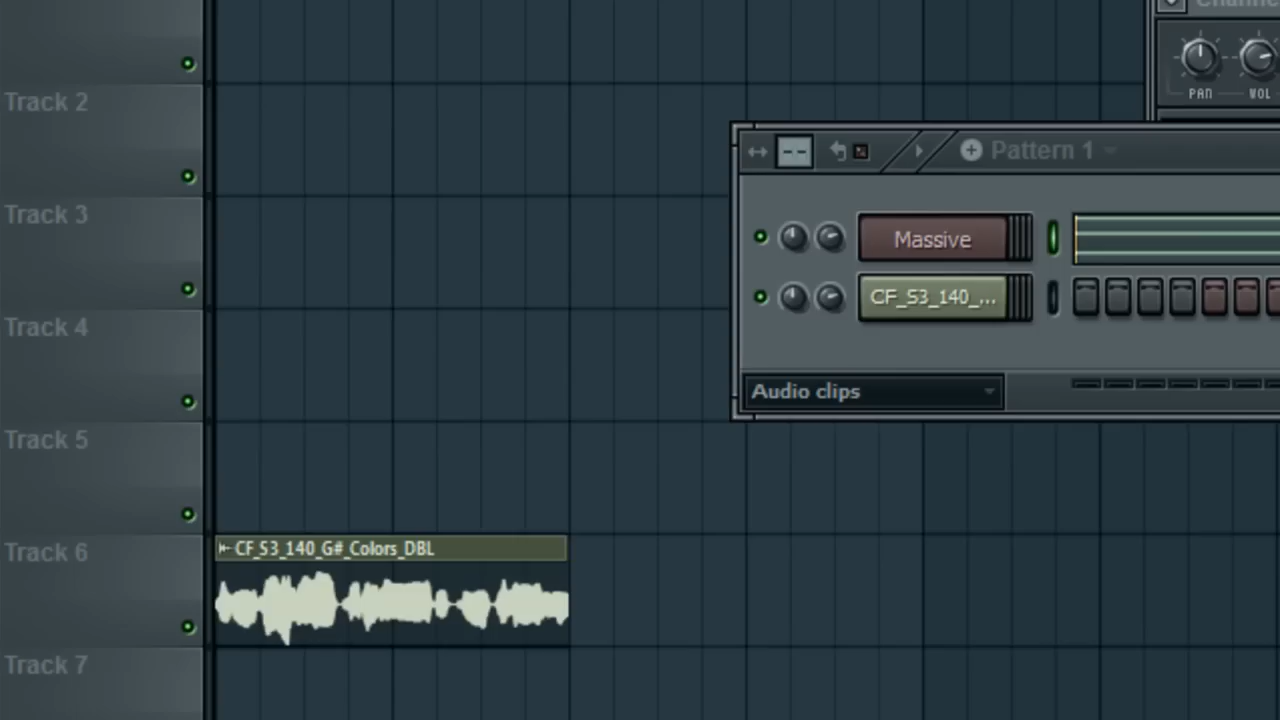 Channel
PAN VOL
Track 2
Pattern 1
Track 3
Massive
CF_S3_140_...
Track 4
Audio clips
Track 5
Track 6
CF_S3_140_G#_Colors_DBL
Track 7